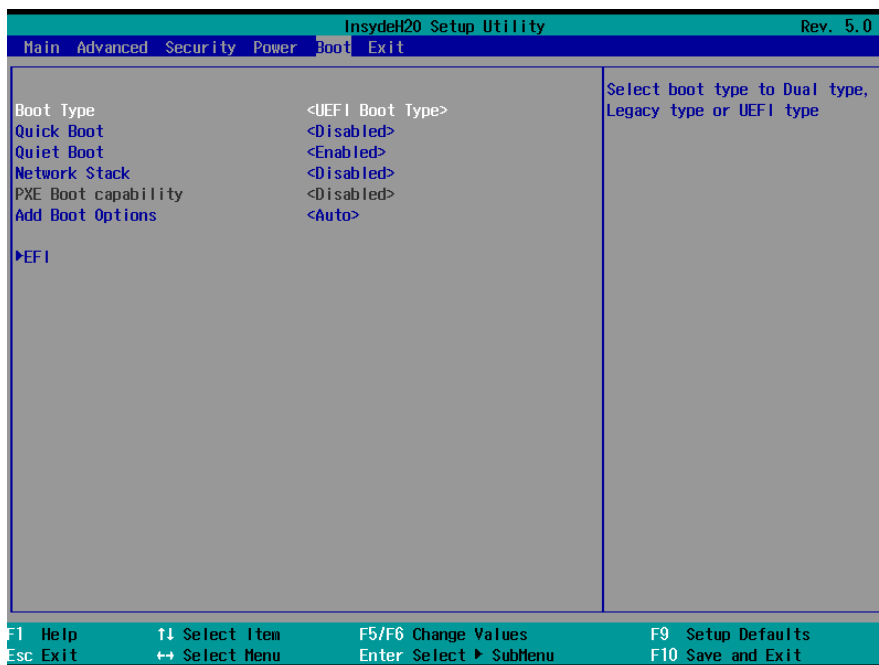 InsydeH20 Setup Utility Rev. 5.0
Main Advanced Security Power Boot Exit
Boot Type <UEFI Boot Type>
Quick Boot <Disabled>
Quiet Boot <Enabled>
Network Stack <Disabled>
PXE Boot capability <Disabled>
Add Boot Options <Auto>
▶EFI
Select boot type to Dual type,
Legacy type or UEFI type
F1 Help ↑↓ Select Item F5/F6 Change Values F9 Setup Defaults
Esc Exit ←→ Select Menu Enter Select ▶ SubMenu F10 Save and Exit